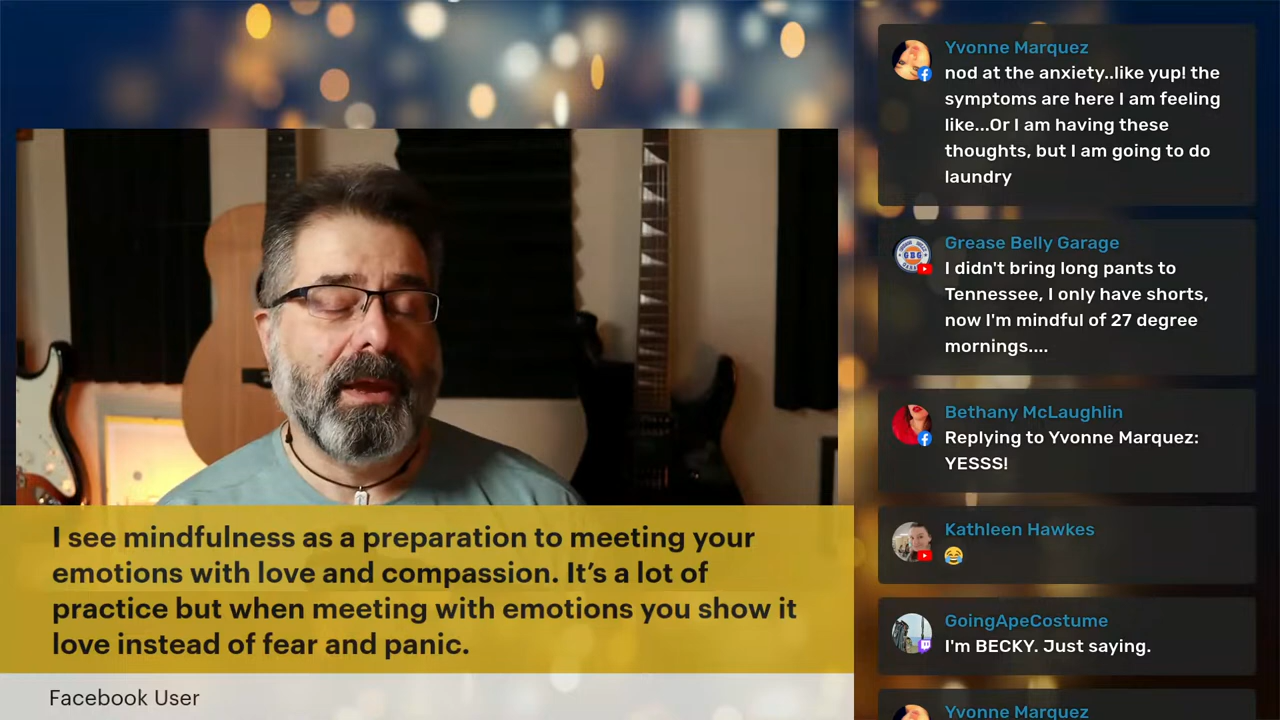 I see mindfulness as a preparation to meeting your
emotions with love and compassion. It’s a lot of
practice but when meeting with emotions you show it
love instead of fear and panic.
Facebook User
Yvonne Marquez
nod at the anxiety..like yup! the
symptoms are here I am feeling
like...Or I am having these
thoughts, but I am going to do
laundry
Grease Belly Garage
GBG
I didn't bring long pants to
Tennessee, I only have shorts,
now I'm mindful of 27 degree
mornings....
Bethany McLaughlin
Replying to Yvonne Marquez:
YESSS!
Kathleen Hawkes
😂
GoingApeCostume
I'm BECKY. Just saying.
Yvonne Marquez